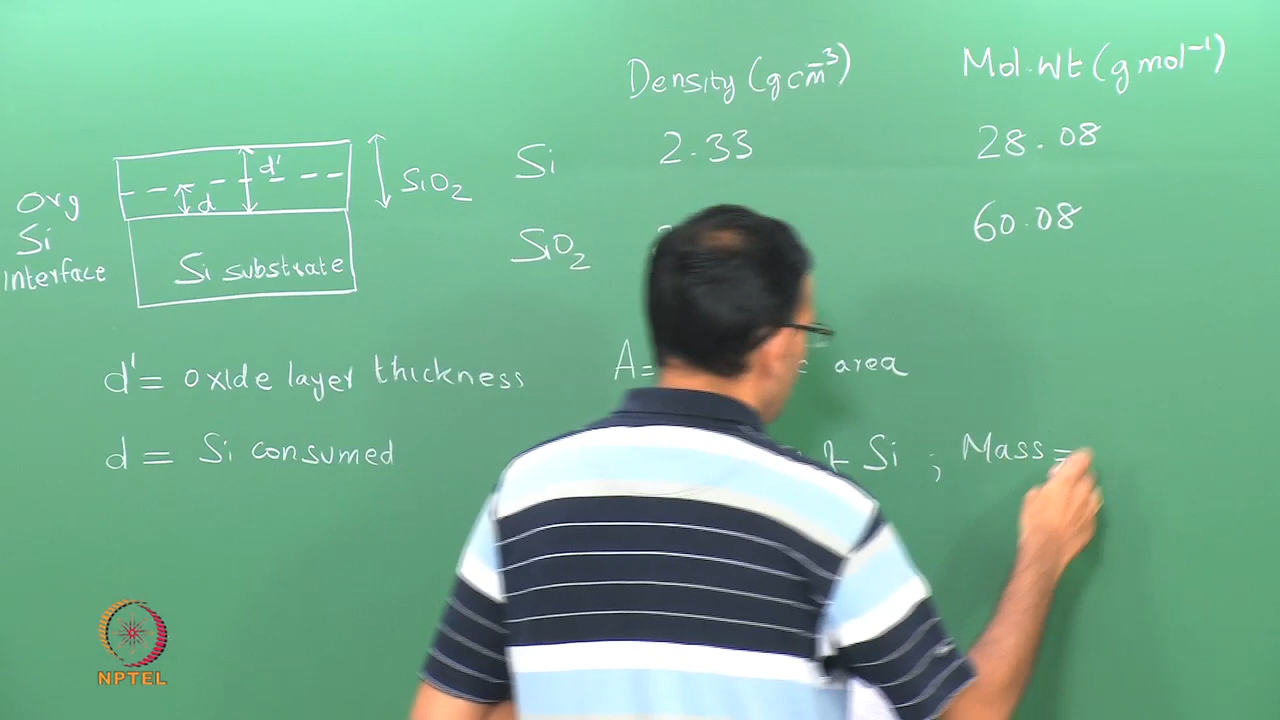 Density (g cm⁻³) Mol.Wt (g mol⁻¹)
Si 2.33 28.08
SiO₂ 60.08
d'
d
SiO₂
Org
Si
interface
Si substrate
d' = oxide layer thickness A= area
d = Si consumed of Si ; Mass =
NPTEL